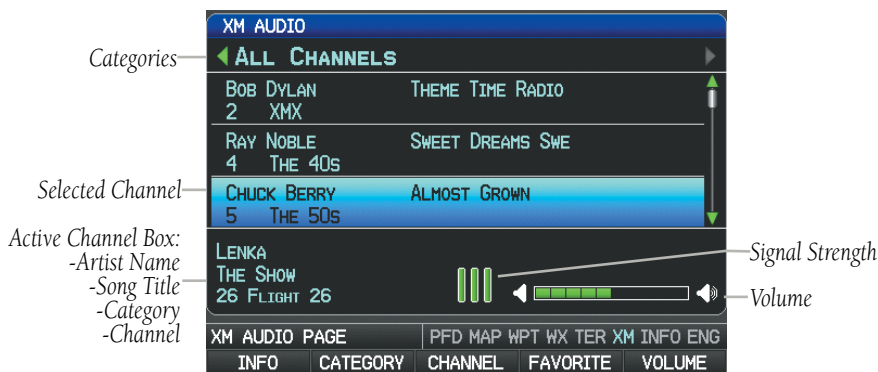 XM AUDIO
Categories
ALL CHANNELS
BOB DYLAN THEME TIME RADIO
2 XMX
RAY NOBLE SWEET DREAMS SWE
4 THE 40S
Selected Channel
CHUCK BERRY ALMOST GROWN
5 THE 50S
Active Channel Box:
-Artist Name
-Song Title
-Category
-Channel
LENKA
THE SHOW
26 FLIGHT 26
Signal Strength
Volume
XM AUDIO PAGE PFD MAP WPT WX TER XM INFO ENG
INFO CATEGORY CHANNEL FAVORITE VOLUME